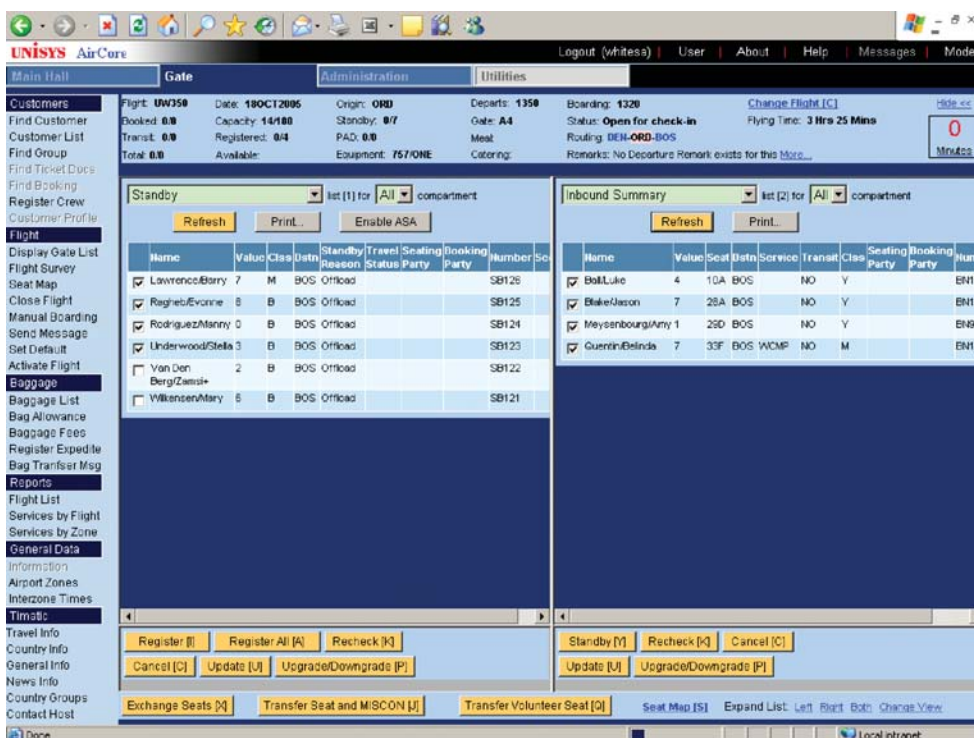 UNISYS AirCore
Logout (whitesa) | User | About | Help | Messages | Mode
Main Hall Gate Administration Utilities
Customers
Find Customer
Customer List
Find Group
Find Ticket Docs
Find Booking
Register Crew
Customer Profile
Flight
Display Gate List
Flight Survey
Seat Map
Close Flight
Manual Boarding
Send Message
Set Default
Activate Flight
Baggage
Baggage List
Bag Allowance
Baggage Fees
Register Expedite
Bag Tranfser Msg
Reports
Flight List
Services by Flight
Services by Zone
General Data
Information
Airport Zones
Interzone Times
Timatic
Travel Info
Country Info
General Info
News Info
Country Groups
Contact Host
Flight: UW350 Date: 18OCT2005 Origin: ORD Departs: 1350 Boarding: 1320 Change Flight [C] Hide <<
Booked: 0/0 Capacity: 14/180 Standby: 0/7 Gate: A4 Status: Open for check-in Flying Time: 3 Hrs 25 Mins
Transit: 0/0 Registered: 0/4 PAD: 0/0 Meal: Routing: DEN-ORD-BOS
Total: 0/0 Available: Equipment: 757/ONE Catering: Remarks: No Departure Remark exists for this More...
0
Minutes
Standby list [1] for All compartment
Refresh Print... Enable ASA
Name Value Clss Dstn Standby Reason Travel Status Seating Party Booking Party Number
Lawrence/Barry 7 M BOS Offload SB126
Ragheb/Evonne 8 B BOS Offload SB125
Rodriguez/Manny 0 B BOS Offload SB124
Underwood/Stella 3 B BOS Offload SB123
Van Den Berg/Zamsi+ 2 B BOS Offload SB122
Wilkensen/Mary 6 B BOS Offload SB121
Inbound Summary list [2] for All compartment
Refresh Print...
Name Value Seat Dstn Service Transit Clss Seating Party Booking Party Num
Ball/Luke 4 10A BOS NO Y BN1
Blake/Jason 7 28A BOS NO Y BN1
Meysenbourg/Amy 1 29D BOS NO Y BN9
Quentin/Belinda 7 33F BOS WCMP NO M BN1
Register [I] Register All [A] Recheck [K]
Cancel [C] Update [U] Upgrade/Downgrade [P]
Standby [Y] Recheck [K] Cancel [C]
Update [U] Upgrade/Downgrade [P]
Exchange Seats [X] Transfer Seat and MISCON [J] Transfer Volunteer Seat [Q] Seat Map [S] Expand List: Left Right Both Change View
Done Local intranet